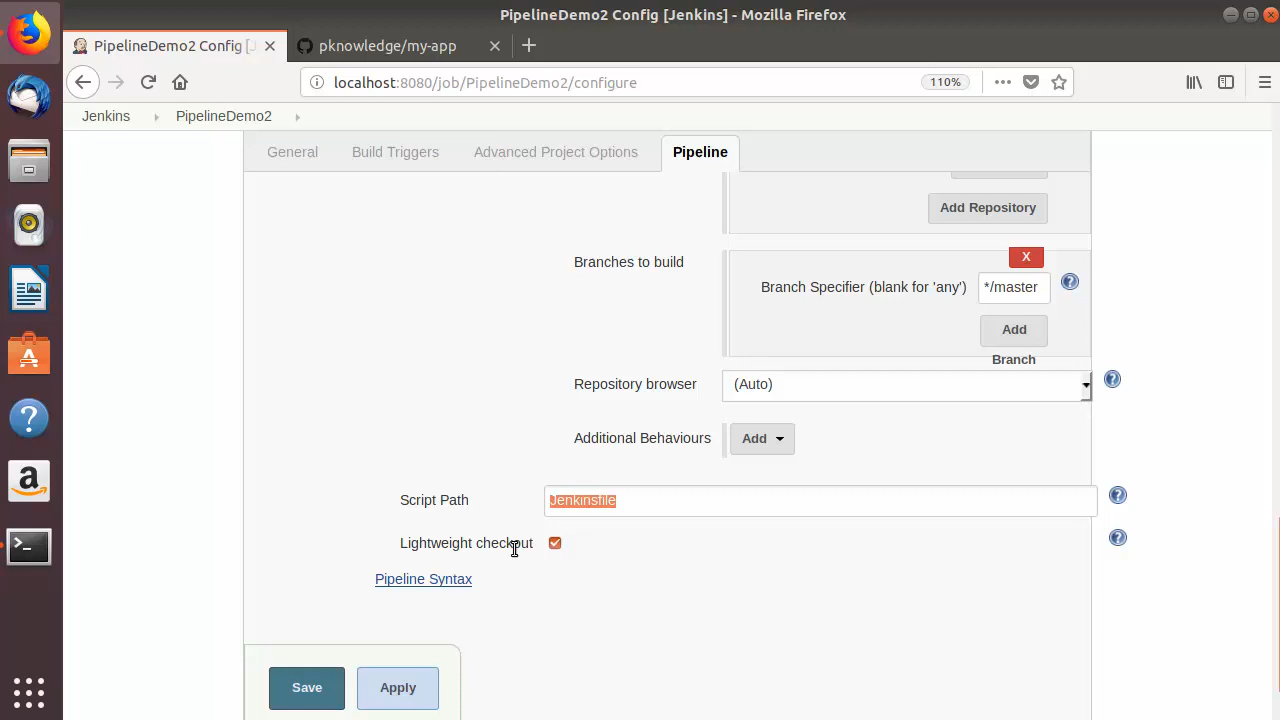 PipelineDemo2 Config [Jenkins] - Mozilla Firefox
PipelineDemo2 Config [J
pknowledge/my-app
localhost:8080/job/PipelineDemo2/configure
110%
Jenkins
PipelineDemo2
General
Build Triggers
Advanced Project Options
Pipeline
Add Repository
Branches to build
X
Branch Specifier (blank for 'any')
*/master
Add
Branch
Repository browser
(Auto)
Additional Behaviours
Add
Script Path
Jenkinsfile
Lightweight checkout
Pipeline Syntax
Save
Apply